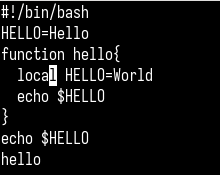 #!/bin/bash
HELLO=Hello
function hello{
  local HELLO=World
  echo $HELLO
}
echo $HELLO
hello